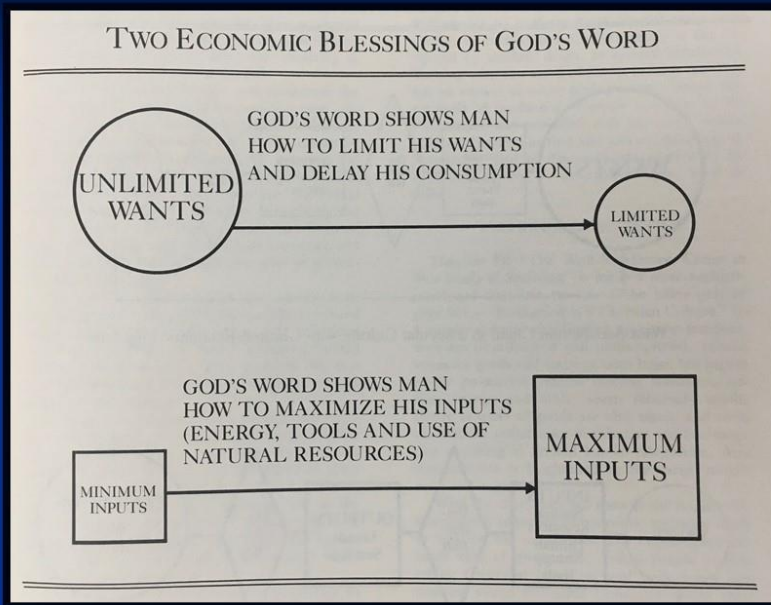 TWO ECONOMIC BLESSINGS OF GOD'S WORD
GOD'S WORD SHOWS MAN
HOW TO LIMIT HIS WANTS
AND DELAY HIS CONSUMPTION
UNLIMITED
WANTS
LIMITED
WANTS
GOD'S WORD SHOWS MAN
HOW TO MAXIMIZE HIS INPUTS
(ENERGY, TOOLS AND USE OF
NATURAL RESOURCES)
MINIMUM
INPUTS
MAXIMUM
INPUTS